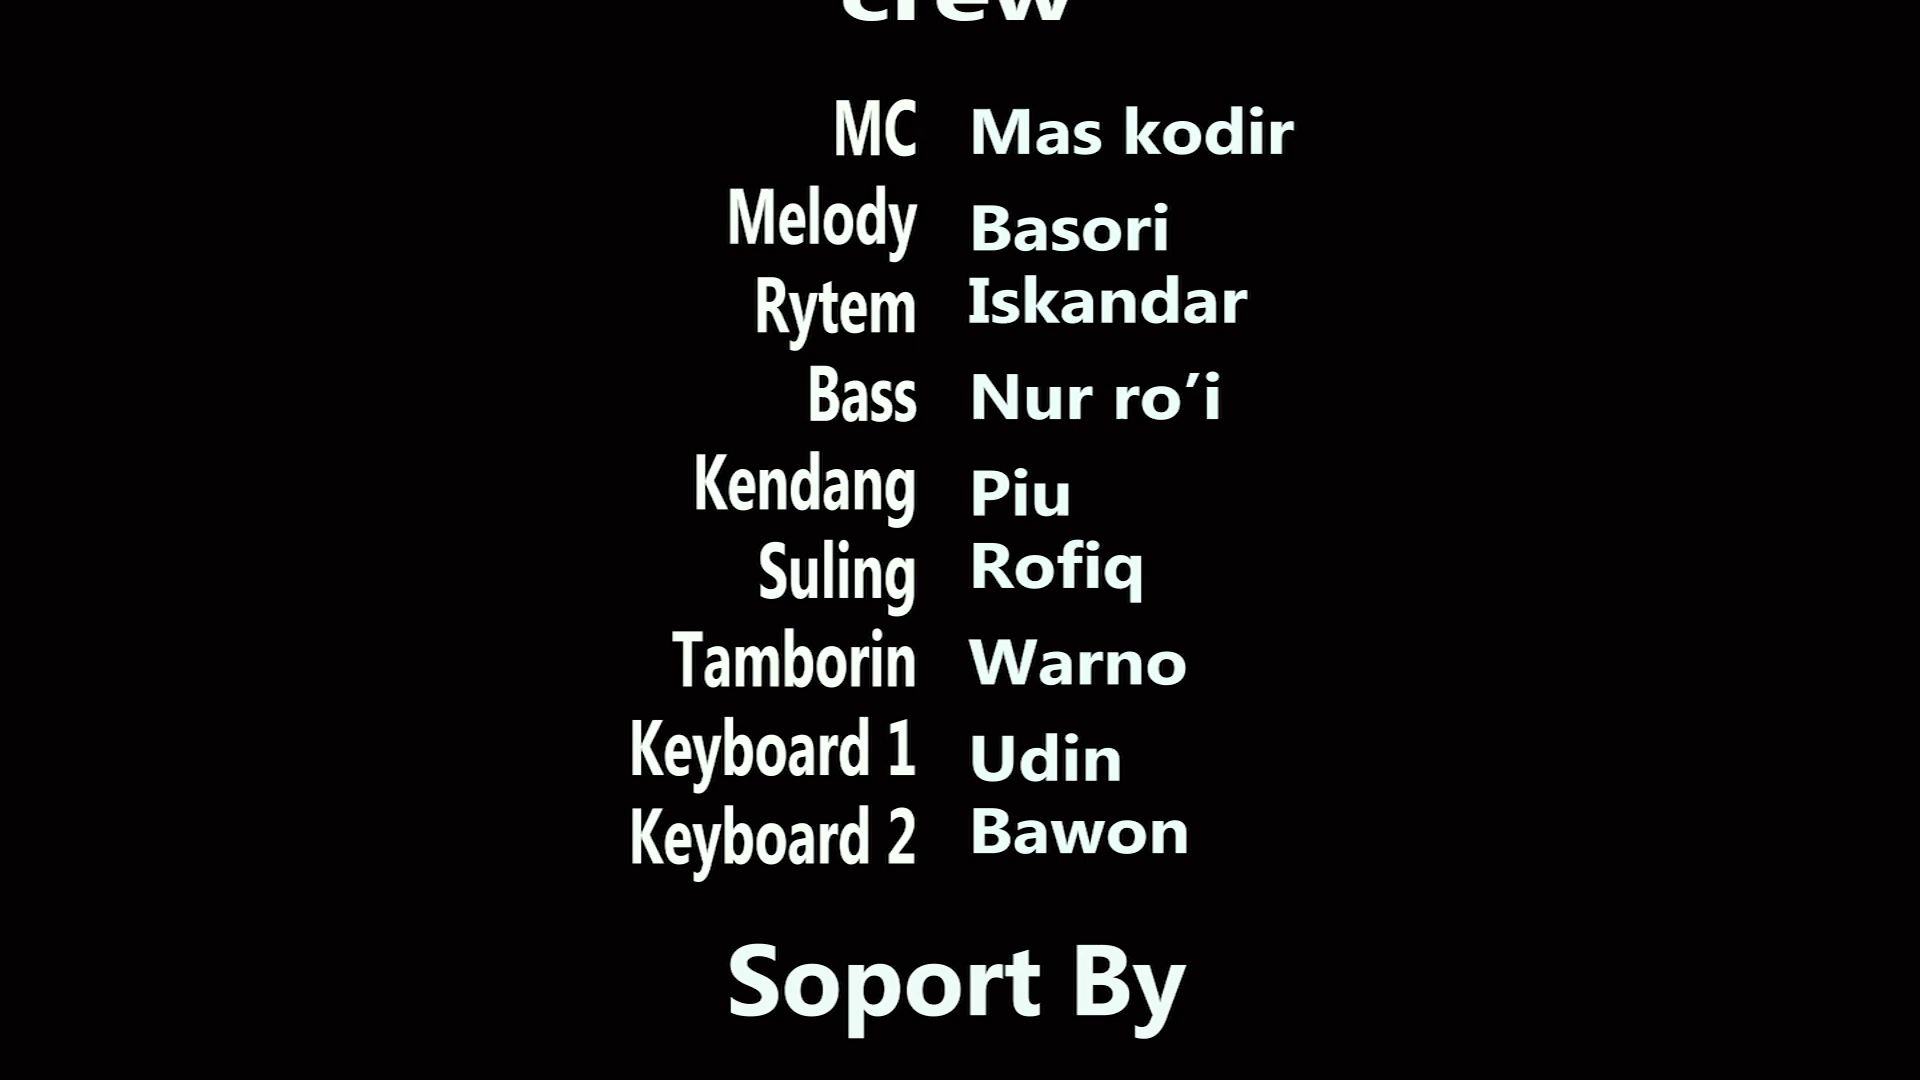 crew
MC Mas kodir
Melody Basori
Rytem Iskandar
Bass Nur ro’i
Kendang Piu
Suling Rofiq
Tamborin Warno
Keyboard 1 Udin
Keyboard 2 Bawon
Soport By